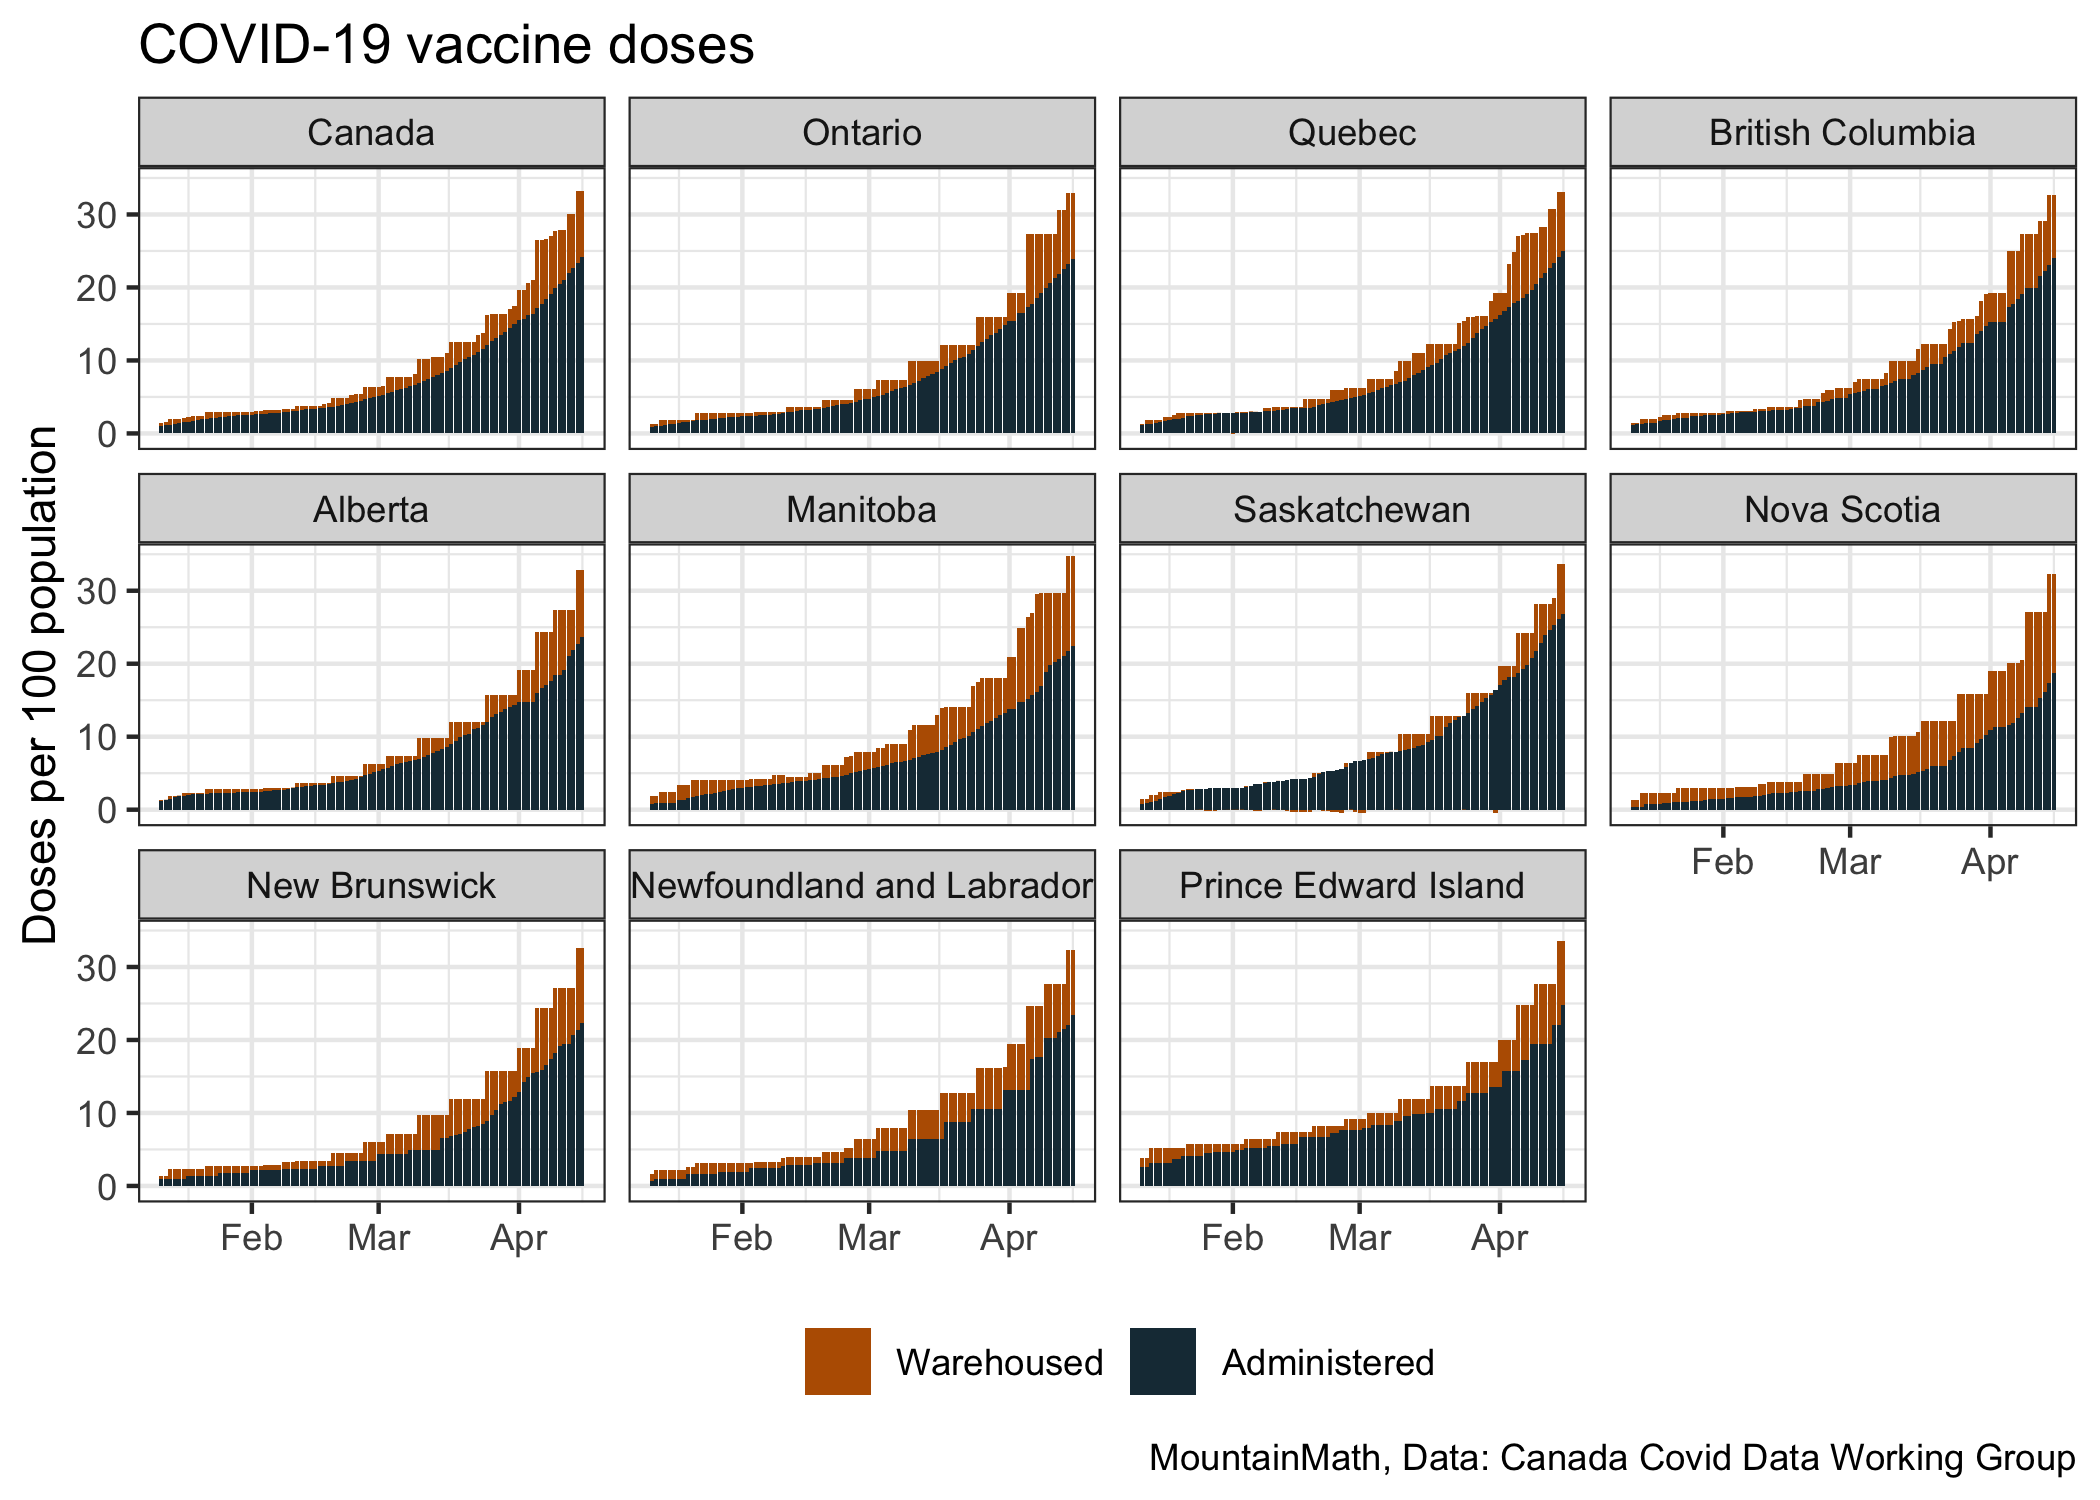 COVID-19 vaccine doses
Canada
Ontario
Quebec
British Columbia
30
20
10
0
Alberta
Manitoba
Saskatchewan
Nova Scotia
30
20
10
0
Feb Mar Apr
New Brunswick
Newfoundland and Labrador
Prince Edward Island
30
20
10
0
Feb Mar Apr
Feb Mar Apr
Feb Mar Apr
Doses per 100 population
Warehoused
Administered
MountainMath, Data: Canada Covid Data Working Group